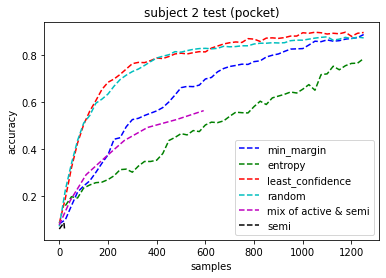 subject 2 test (pocket)
accuracy
0.8
0.6
0.4
0.2
min_margin
entropy
least_confidence
random
mix of active & semi
semi
0 200 400 600 800 1000 1200
samples